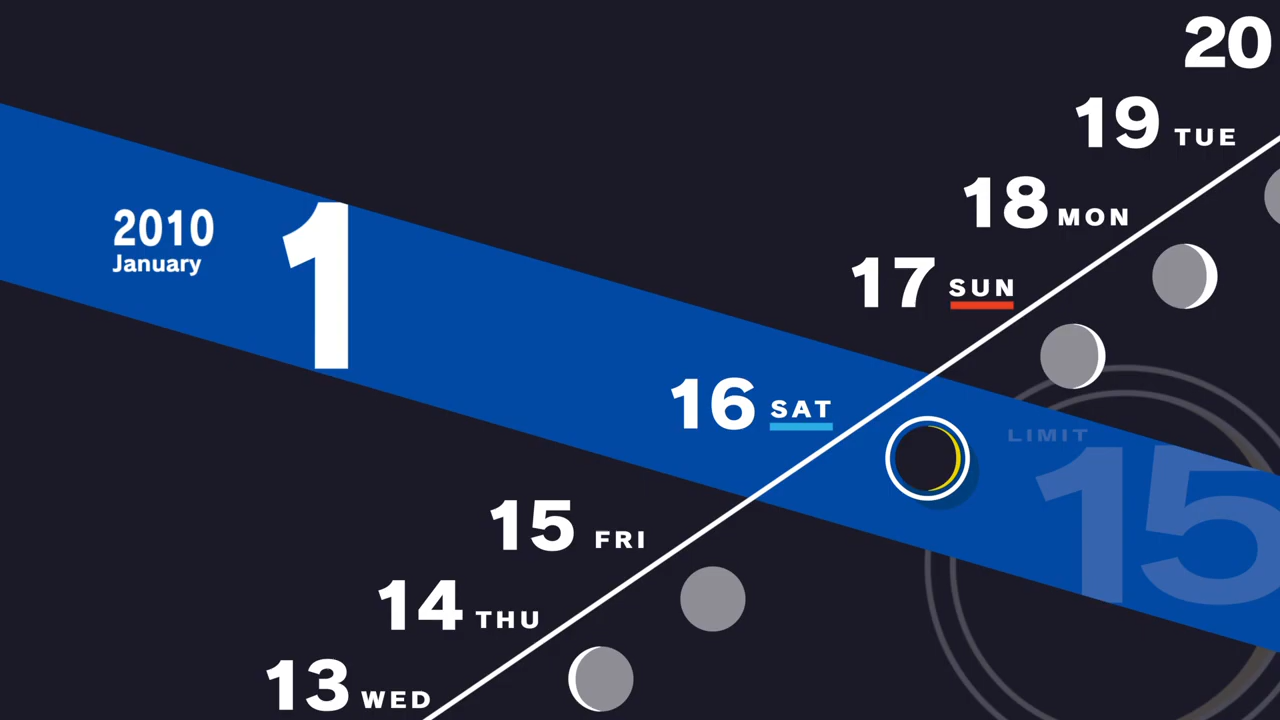 20
19 TUE
18 MON
17 SUN
2010
January
1
16 SAT
LIMIT
15
15 FRI
14 THU
13 WED